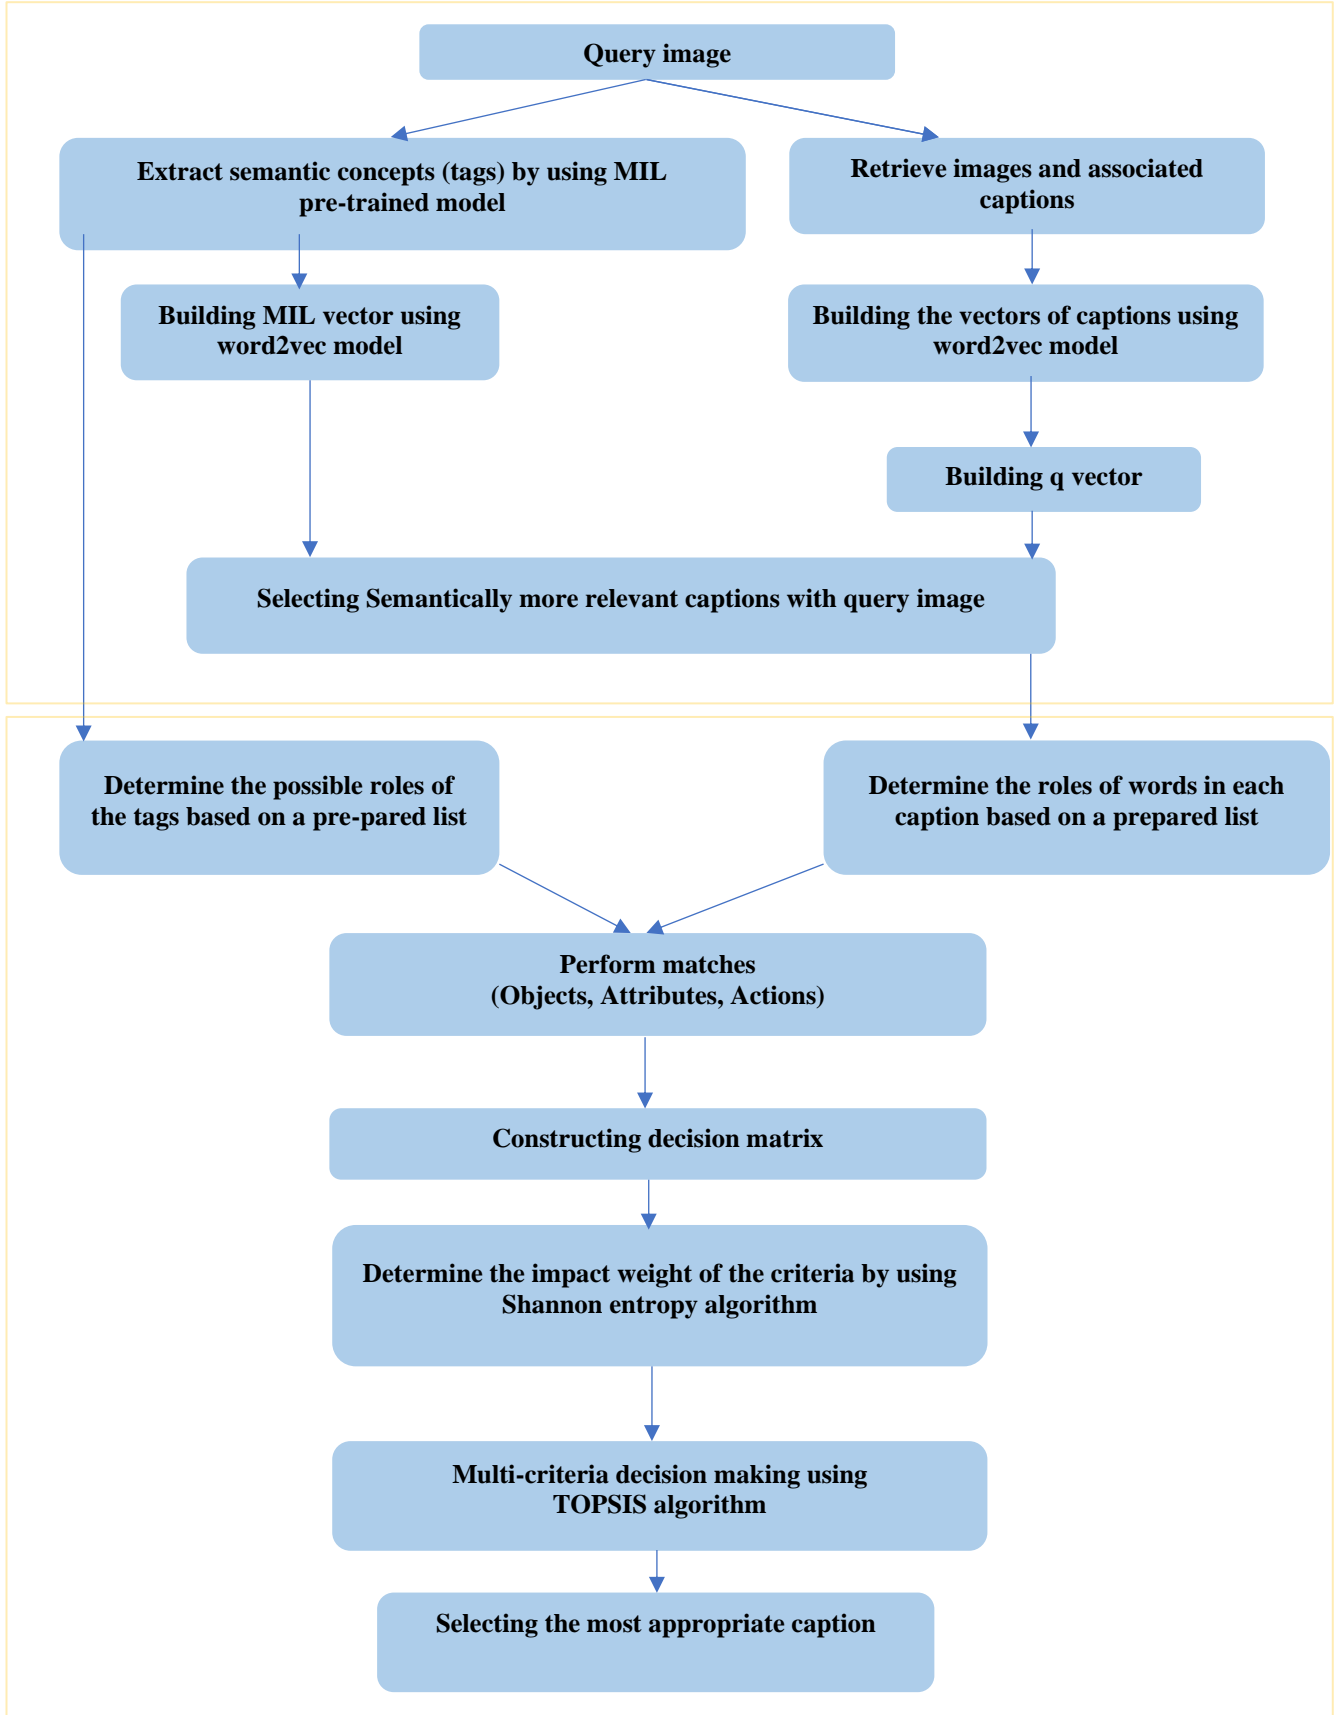 Query image
Extract semantic concepts (tags) by using MIL
pre-trained model
Retrieve images and associated
captions
Building MIL vector using
word2vec model
Building the vectors of captions using
word2vec model
Building q vector
Selecting Semantically more relevant captions with query image
Determine the possible roles of
the tags based on a pre-pared list
Determine the roles of words in each
caption based on a prepared list
Perform matches
(Objects, Attributes, Actions)
Constructing decision matrix
Determine the impact weight of the criteria by using
Shannon entropy algorithm
Multi-criteria decision making using
TOPSIS algorithm
Selecting the most appropriate caption